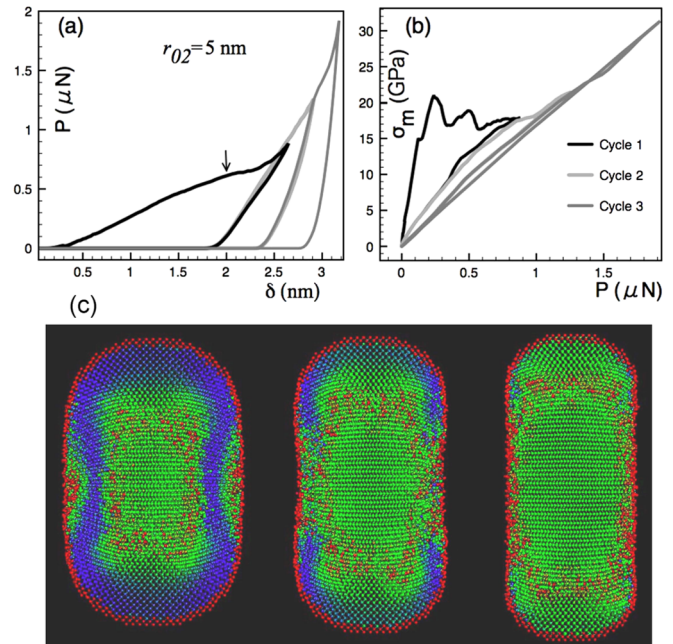 (a)
r02=5 nm
P (μN)
2
1.5
1
0.5
0
0.5 1 1.5 2 2.5 3
δ (nm)
(b)
σm (GPa)
30
25
20
15
10
5
0
Cycle 1
Cycle 2
Cycle 3
0 0.5 1 1.5
P (μN)
(c)